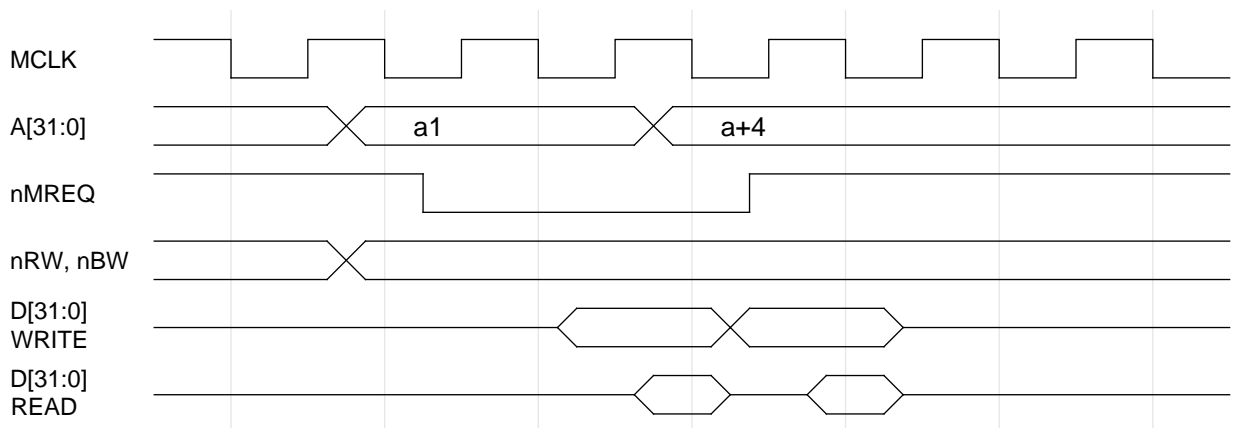 MCLK
A[31:0]
a1
a+4
nMREQ
nRW, nBW
D[31:0]
WRITE
D[31:0]
READ